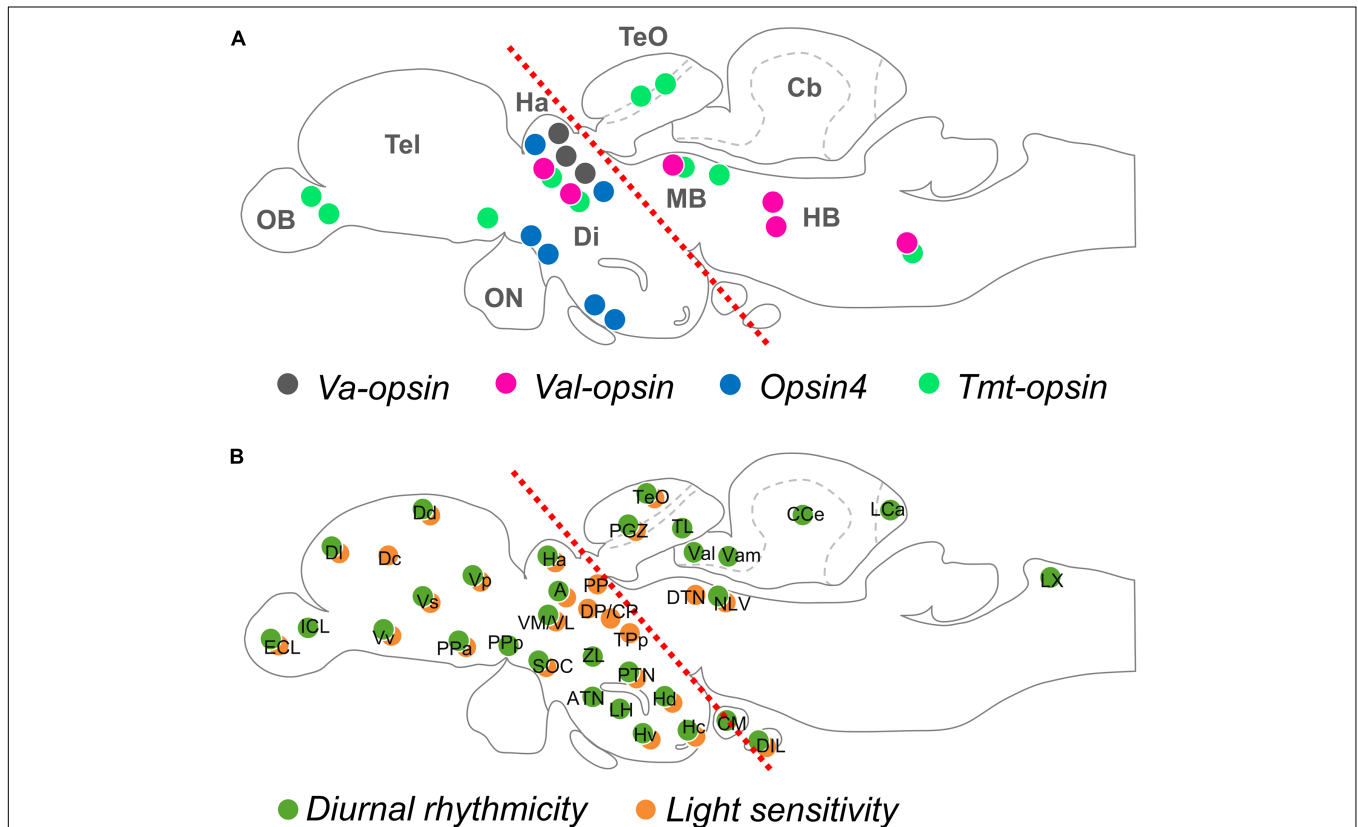 A
TeO
Ha
Cb
Tel
MB
OB
HB
Di
ON
Va-opsin Val-opsin Opsin4 Tmt-opsin
B
TeO
Dd
LCa
CCe
PGZ
TL
Dl
Dc
Ha
Val
Vam
Vp
PP
LX
A
DTN
NLV
Vs
DP/CP
ICL
VM/VL
Vv
TPp
ECL
PPa
PPp
SOC
ZL
PTN
ATN
Hd
LH
CM
Hc
Hv
DIL
Diurnal rhythmicity Light sensitivity